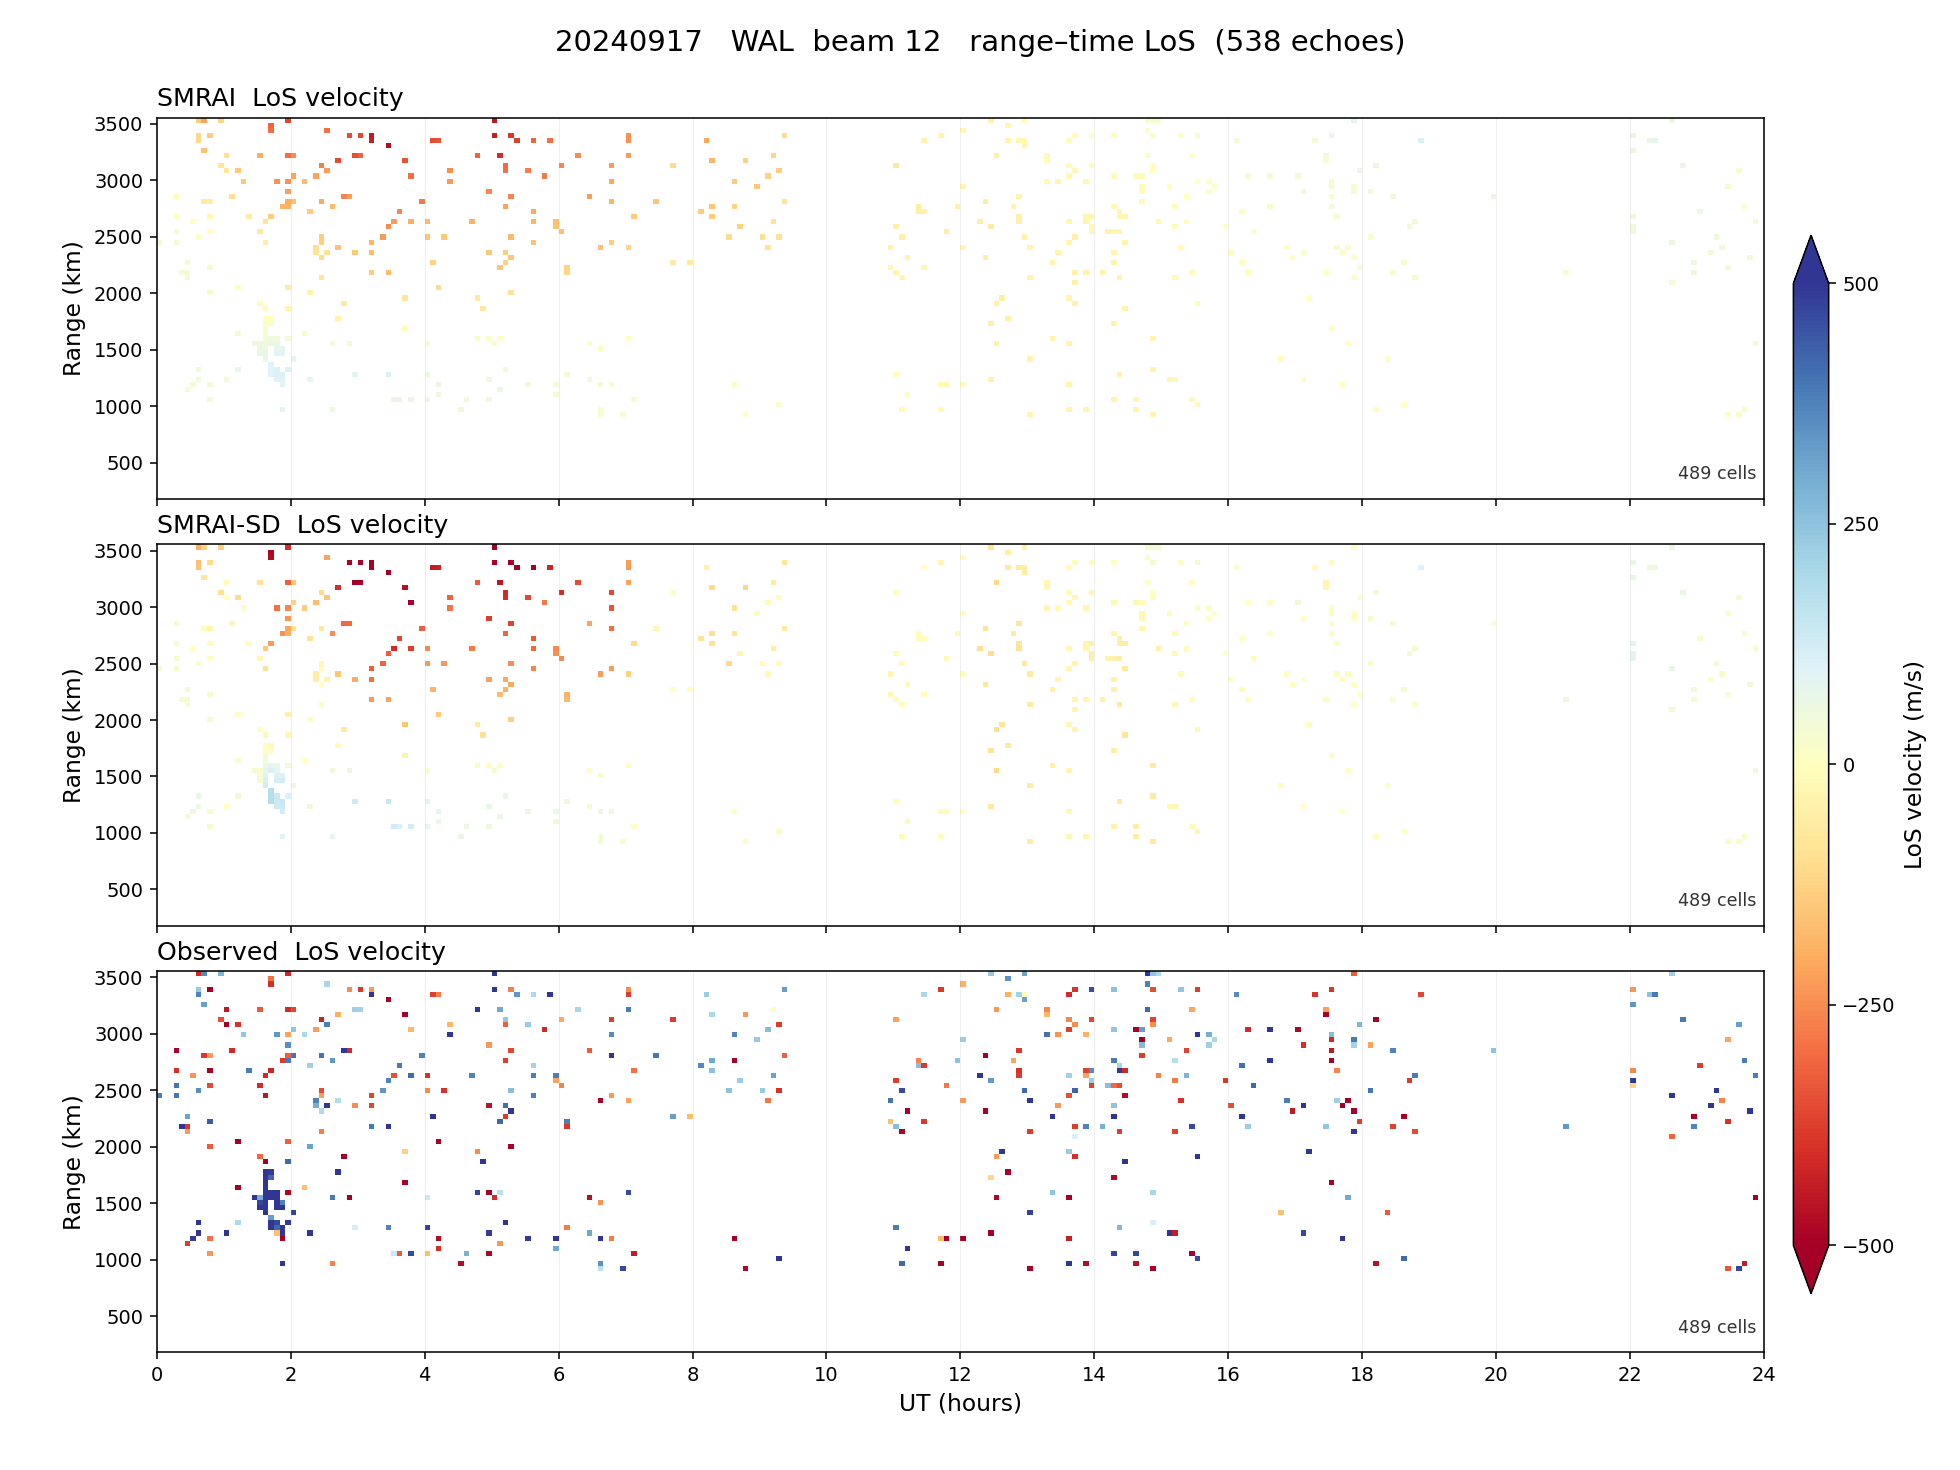 20240917   WAL  beam 12   range–time LoS  (538 echoes)
SMRAI  LoS velocity
3500
3000
2500
2000
1500
1000
500
Range (km)
489 cells
SMRAI-SD  LoS velocity
3500
3000
2500
2000
1500
1000
500
Range (km)
489 cells
Observed  LoS velocity
3500
3000
2500
2000
1500
1000
500
Range (km)
489 cells
0 2 4 6 8 10 12 14 16 18 20 22 24
UT (hours)
500
250
0
−250
−500
LoS velocity (m/s)